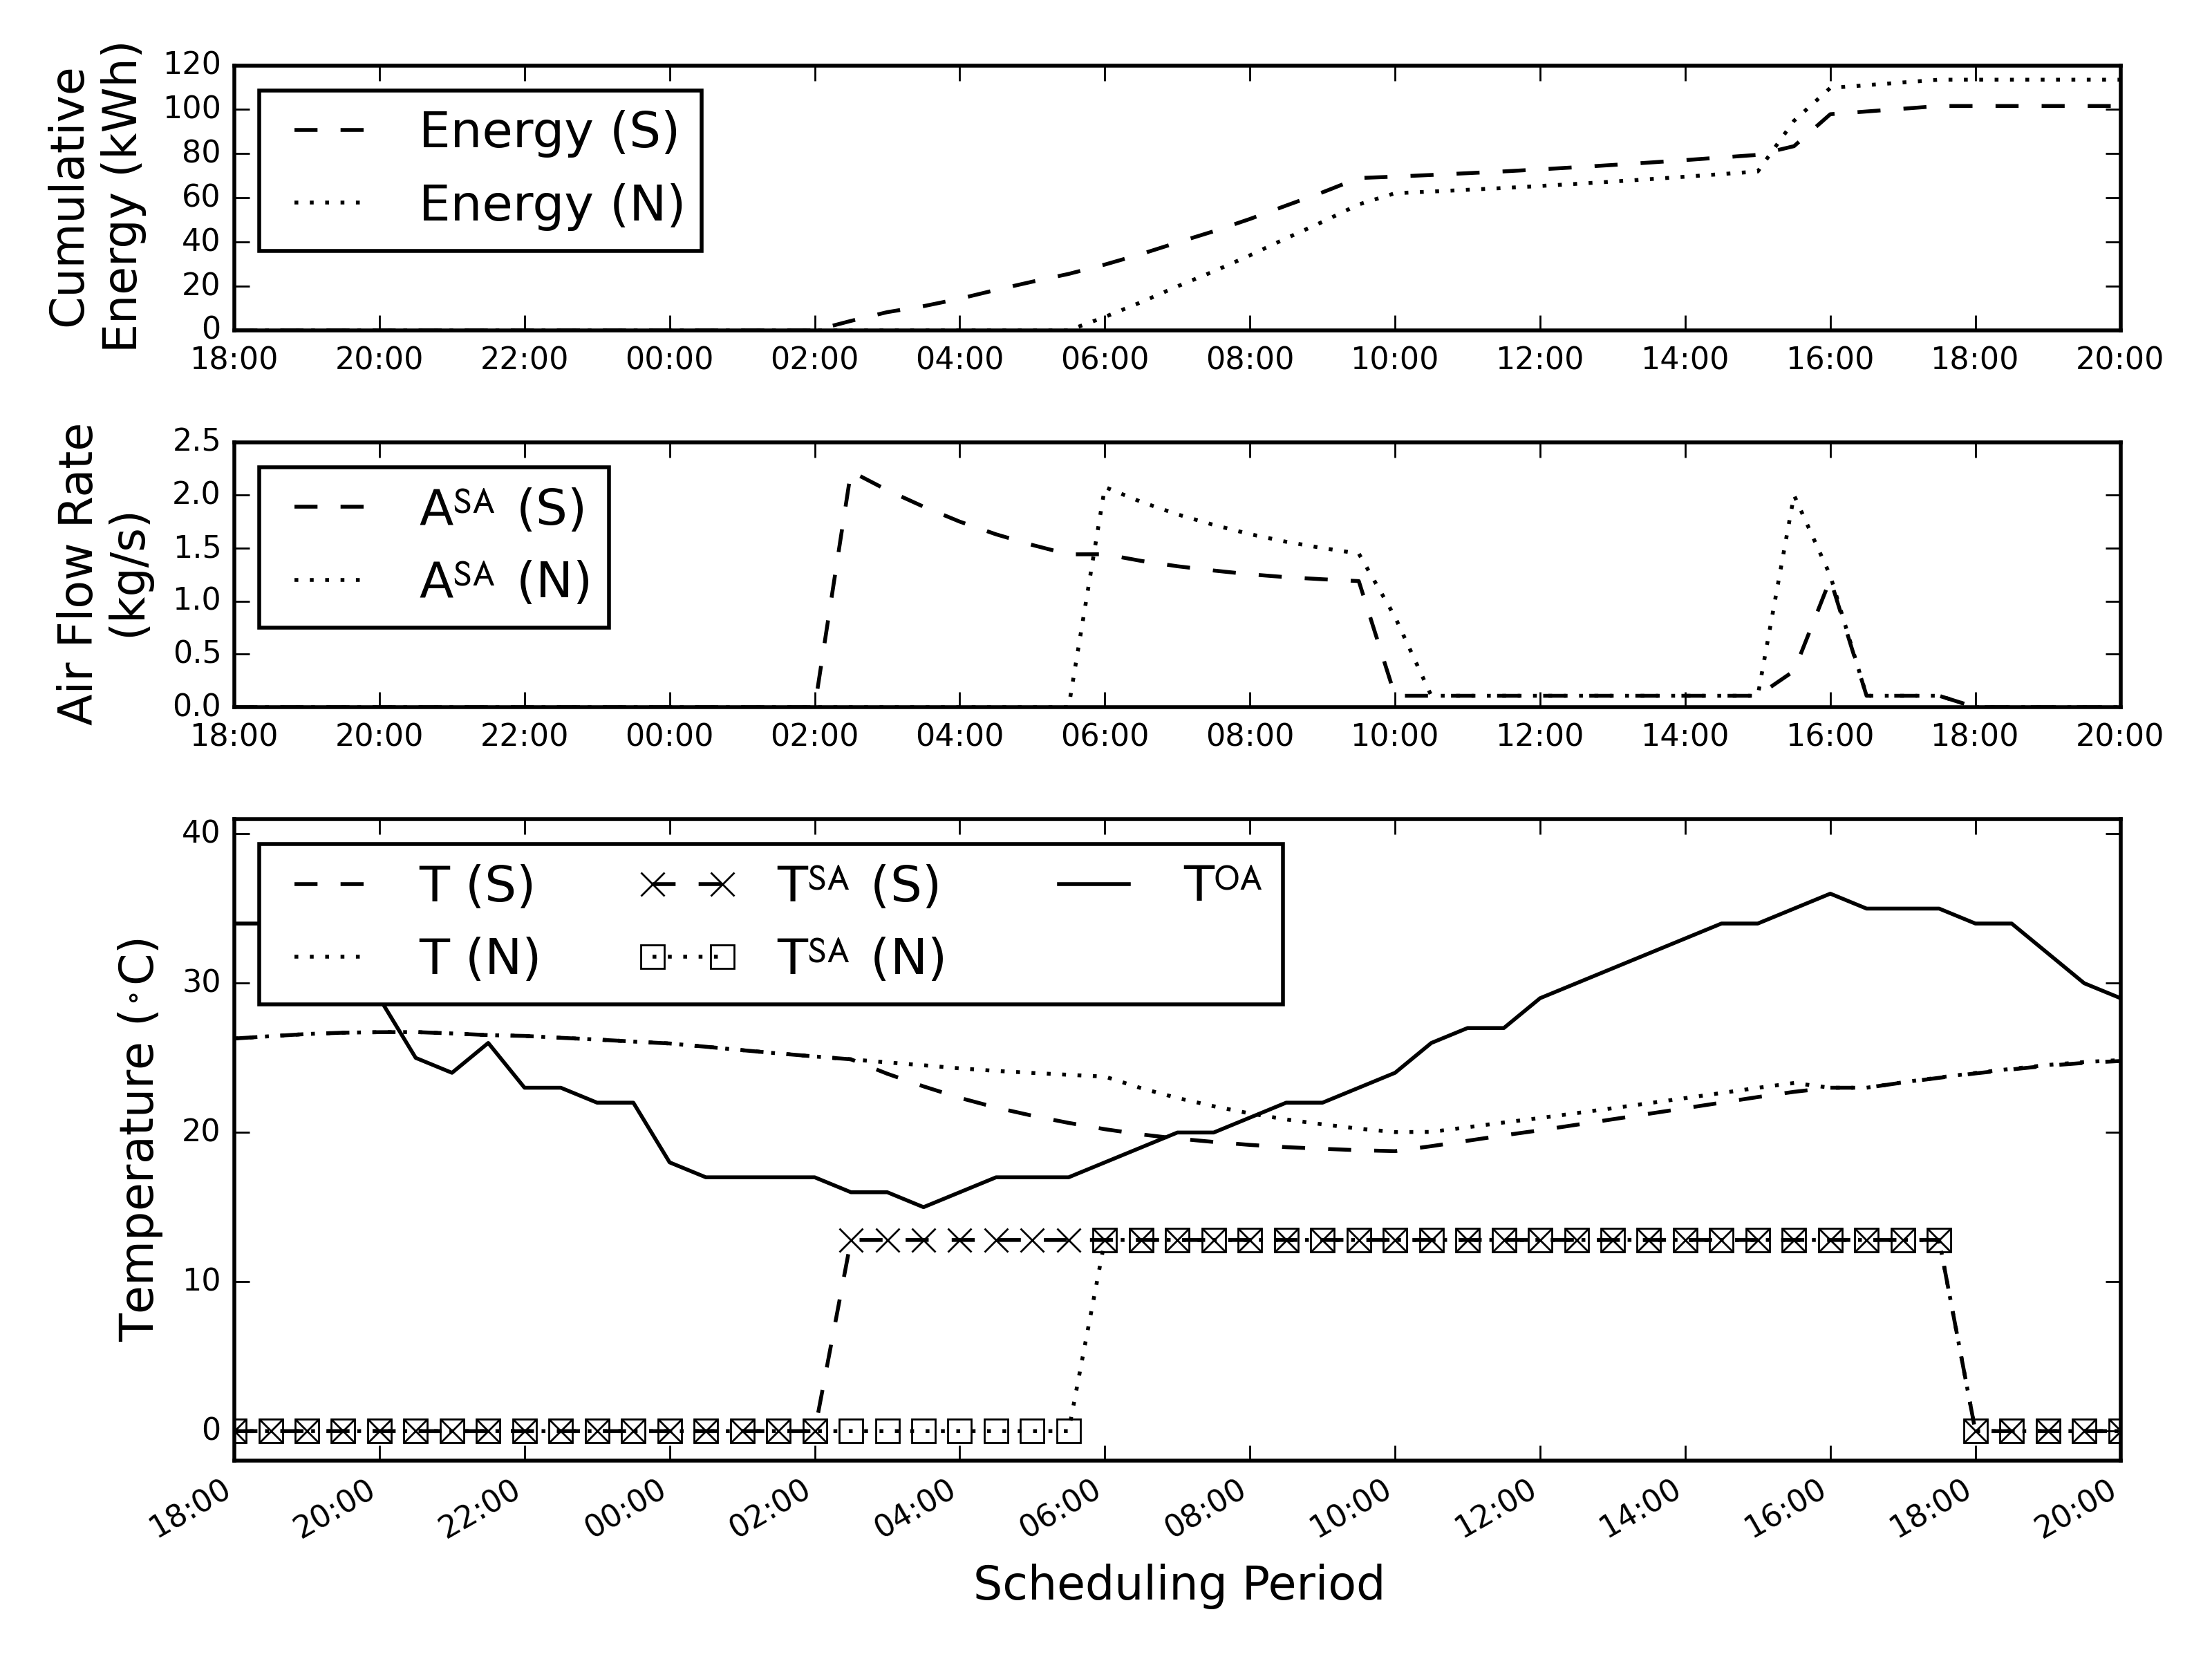 Cumulative
Energy (kWh)
120
100
80
60
40
20
0
Energy (S)
Energy (N)
18:00 20:00 22:00 00:00 02:00 04:00 06:00 08:00 10:00 12:00 14:00 16:00 18:00 20:00
Air Flow Rate
(kg/s)
2.5
2.0
1.5
1.0
0.5
0.0
A^SA (S)
A^SA (N)
18:00 20:00 22:00 00:00 02:00 04:00 06:00 08:00 10:00 12:00 14:00 16:00 18:00 20:00
Temperature (°C)
40
30
20
10
0
T (S) T^SA (S) T^OA
T (N) T^SA (N)
18:00 20:00 22:00 00:00 02:00 04:00 06:00 08:00 10:00 12:00 14:00 16:00 18:00 20:00
Scheduling Period